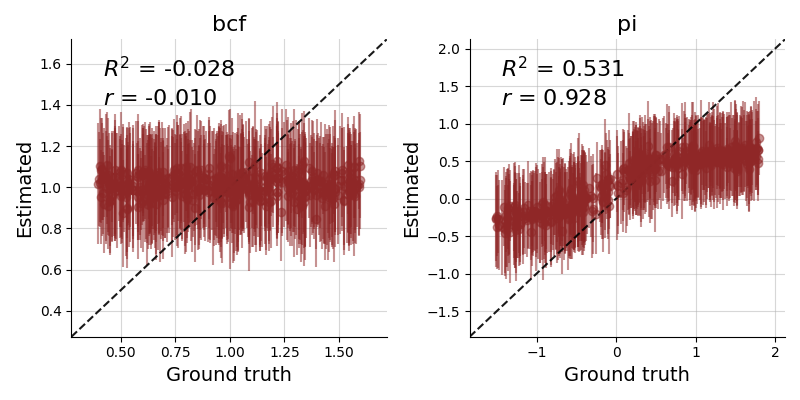 bcf
R² = -0.028
r = -0.010
1.6
1.4
1.2
1.0
0.8
0.6
0.4
Estimated
0.50 0.75 1.00 1.25 1.50
Ground truth
pi
R² = 0.531
r = 0.928
2.0
1.5
1.0
0.5
0.0
−0.5
−1.0
−1.5
Estimated
−1 0 1 2
Ground truth